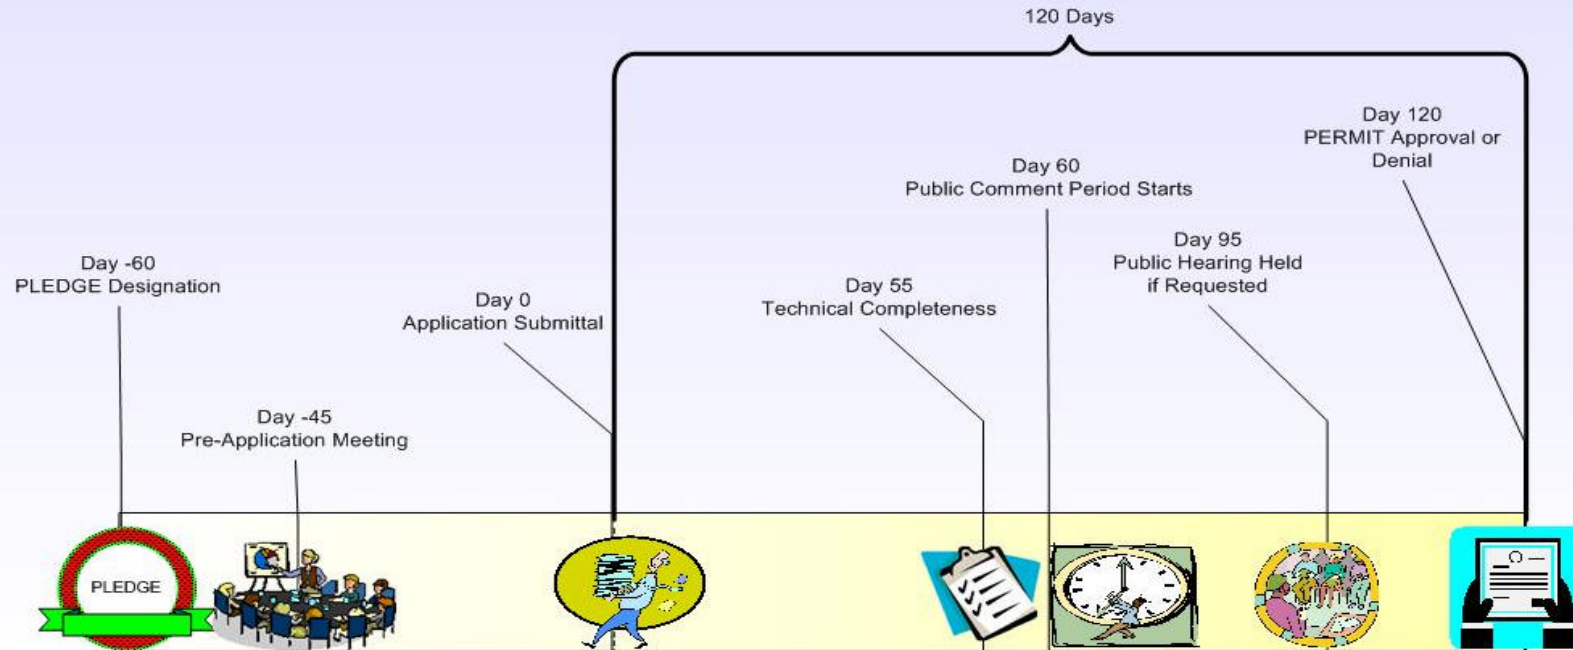 120 Days
Day -60
PLEDGE Designation
Day -45
Pre-Application Meeting
Day 0
Application Submittal
Day 55
Technical Completeness
Day 60
Public Comment Period Starts
Day 95
Public Hearing Held
if Requested
Day 120
PERMIT Approval or
Denial
PLEDGE